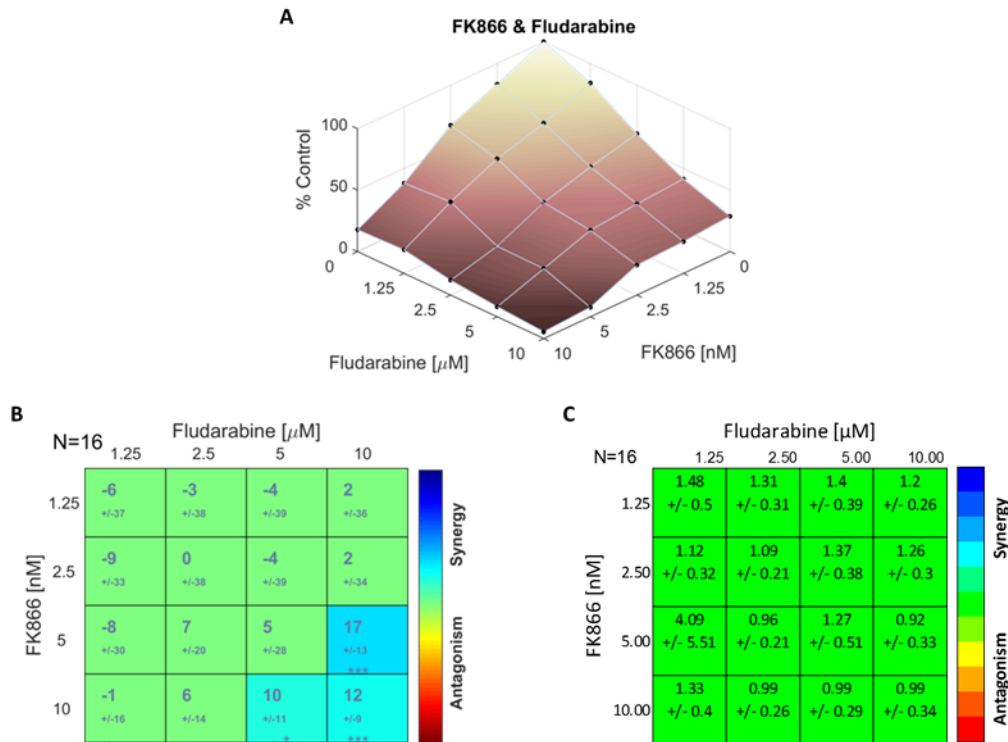 A
FK866 & Fludarabine
% Control
100
50
0
0
1.25
2.5
5
10
Fludarabine [μM]
0
1.25
2.5
5
10
FK866 [nM]
B
N=16
Fludarabine [μM]
1.25 2.5 5 10
FK866 [nM]
1.25
-6 -3 -4 2
+/-37 +/-38 +/-39 +/-36
2.5
-9 0 -4 2
+/-33 +/-38 +/-39 +/-34
5
-8 7 5 17
+/-30 +/-20 +/-28 +/-13
***
10
-1 6 10 12
+/-16 +/-14 +/-11 +/-9
* ***
Synergy
Antagonism
C
Fludarabine [μM]
N=16
1.25 2.50 5.00 10.00
FK866 [nM]
1.25
1.48 1.31 1.4 1.2
+/- 0.5 +/- 0.31 +/- 0.39 +/- 0.26
2.50
1.12 1.09 1.37 1.26
+/- 0.32 +/- 0.21 +/- 0.38 +/- 0.3
5.00
4.09 0.96 1.27 0.92
+/- 5.51 +/- 0.21 +/- 0.51 +/- 0.33
10.00
1.33 0.99 0.99 0.99
+/- 0.4 +/- 0.26 +/- 0.29 +/- 0.34
Synergy
Antagonism